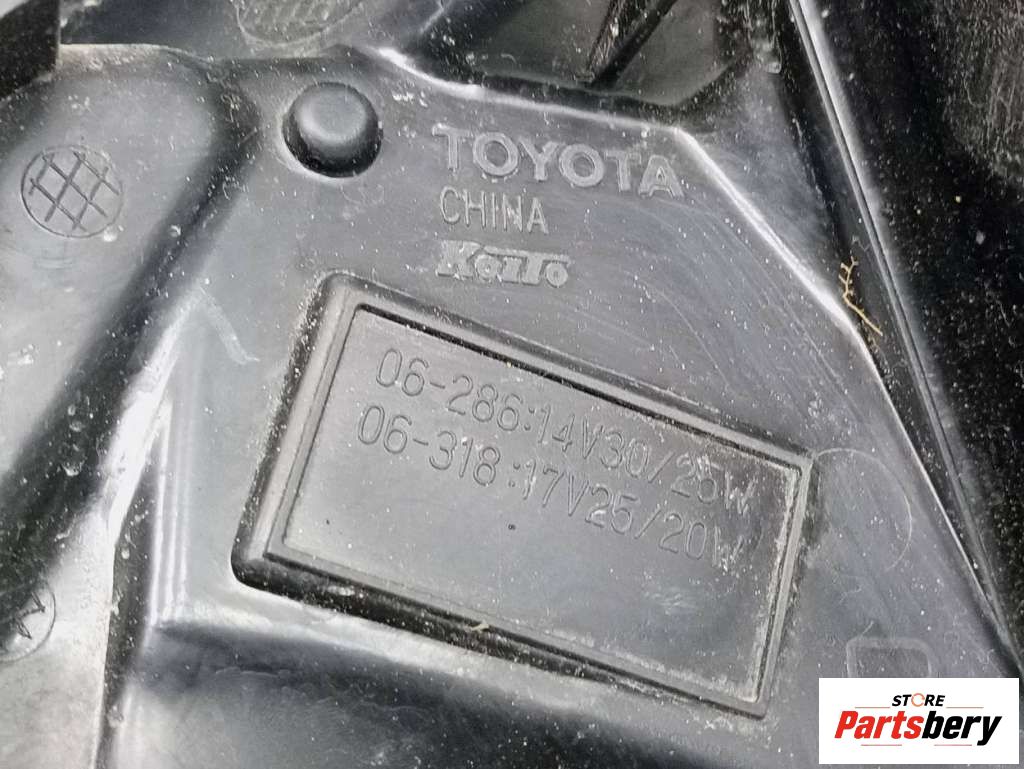 TOYOTA
CHINA
KOITO
06-286:14V30/25W
06-318:17V25/20W
STORE
Partsbery